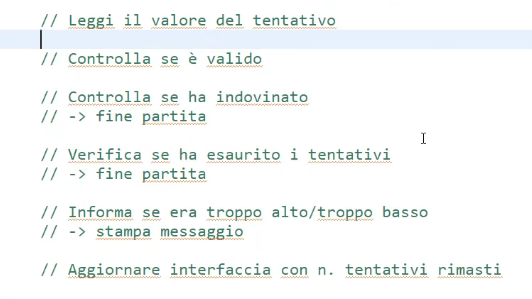 // Leggi il valore del tentativo
// Controlla se è valido
// Controlla se ha indovinato
// -> fine partita
// Verifica se ha esaurito i tentativi
// -> fine partita
// Informa se era troppo alto/troppo basso
// -> stampa messaggio
// Aggiornare interfaccia con n. tentativi rimasti